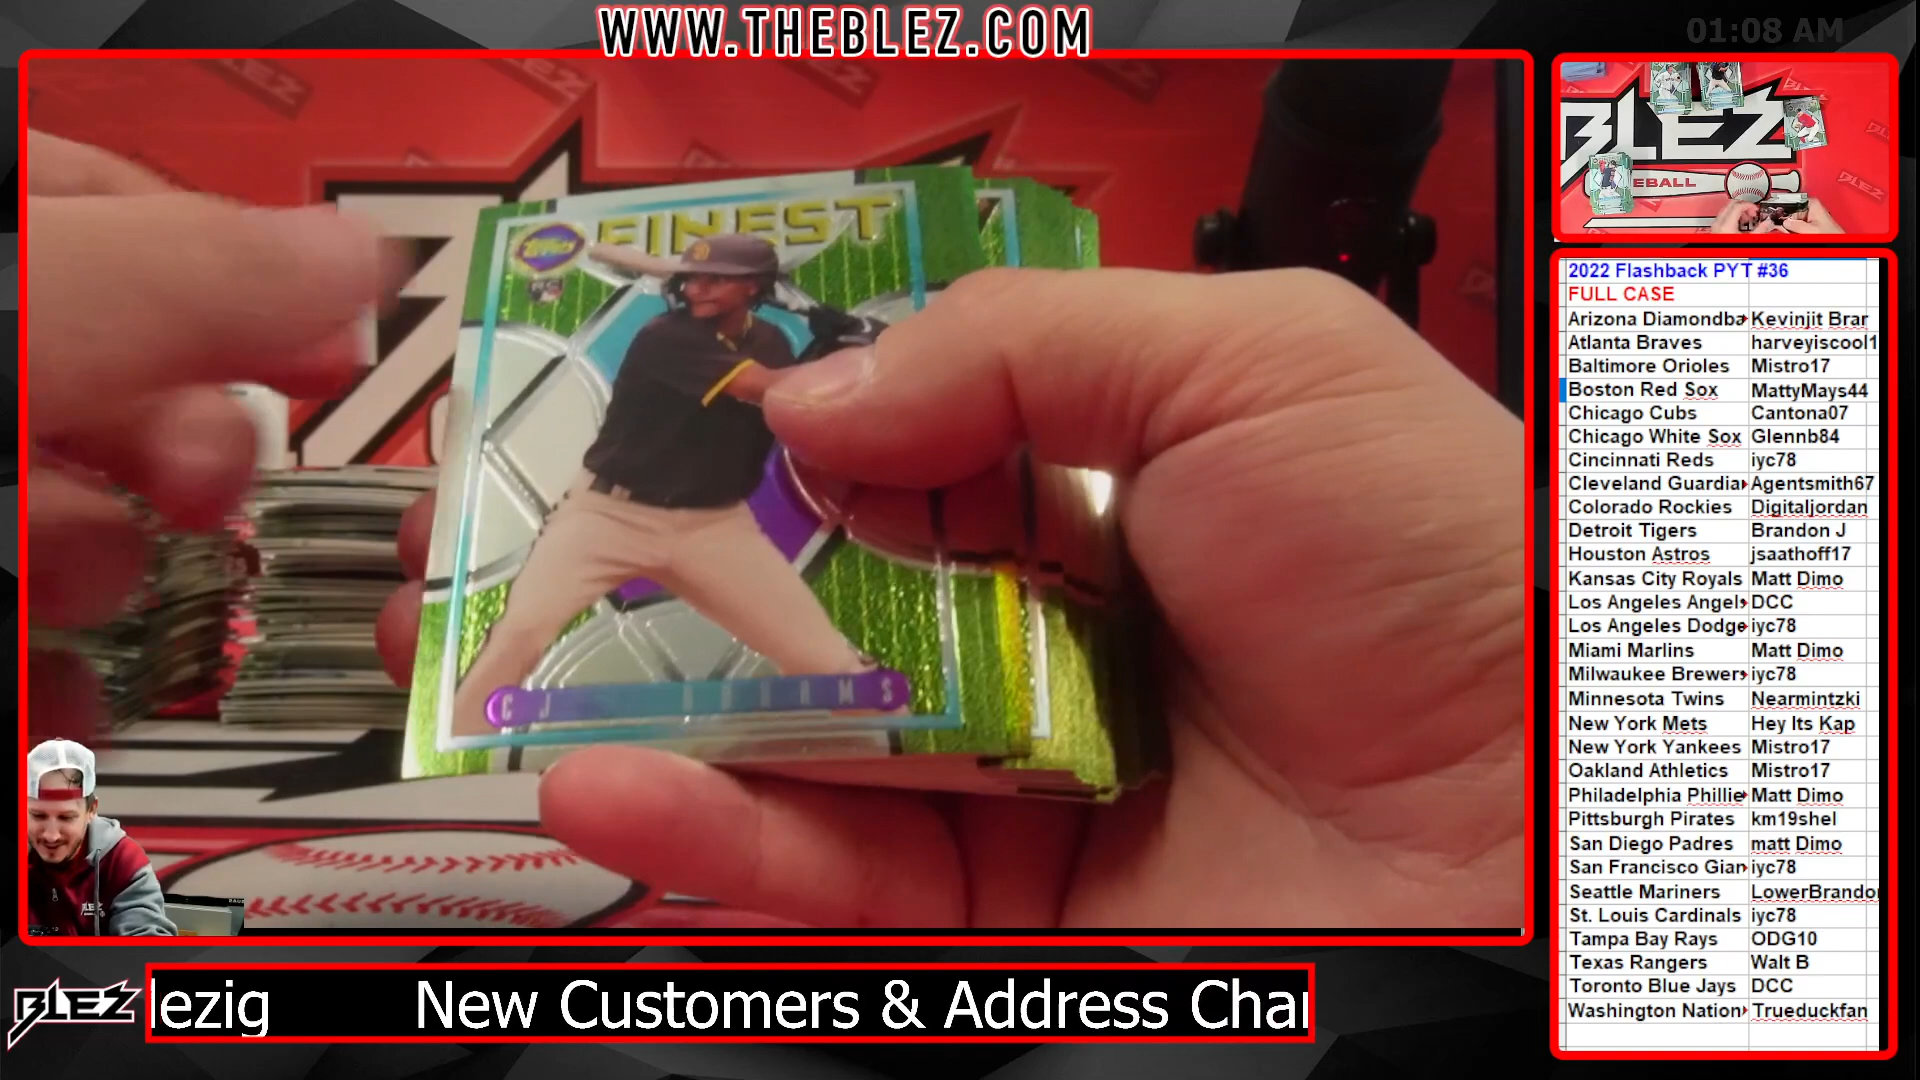 WWW.THEBLEZ.COM
01:08 AM
FINEST
Topps
RC
CJ ABRAMS
BLEZ
EBALL
BLEZ
2022 Flashback PYT #36
FULL CASE
Arizona Diamondba Kevinjit Brar
Atlanta Braves harveyiscool1
Baltimore Orioles Mistro17
Boston Red Sox MattyMays44
Chicago Cubs Cantona07
Chicago White Sox Glennb84
Cincinnati Reds iyc78
Cleveland Guardia Agentsmith67
Colorado Rockies Digitaljordan
Detroit Tigers Brandon J
Houston Astros jsaathoff17
Kansas City Royals Matt Dimo
Los Angeles Angels DCC
Los Angeles Dodge iyc78
Miami Marlins Matt Dimo
Milwaukee Brewers iyc78
Minnesota Twins Nearmintzki
New York Mets Hey Its Kap
New York Yankees Mistro17
Oakland Athletics Mistro17
Philadelphia Phillie Matt Dimo
Pittsburgh Pirates km19shel
San Diego Padres matt Dimo
San Francisco Gian iyc78
Seattle Mariners LowerBrandon
St. Louis Cardinals iyc78
Tampa Bay Rays ODG10
Texas Rangers Walt B
Toronto Blue Jays DCC
Washington Nation Trueduckfan
BLEZ
lezig New Customers & Address Char